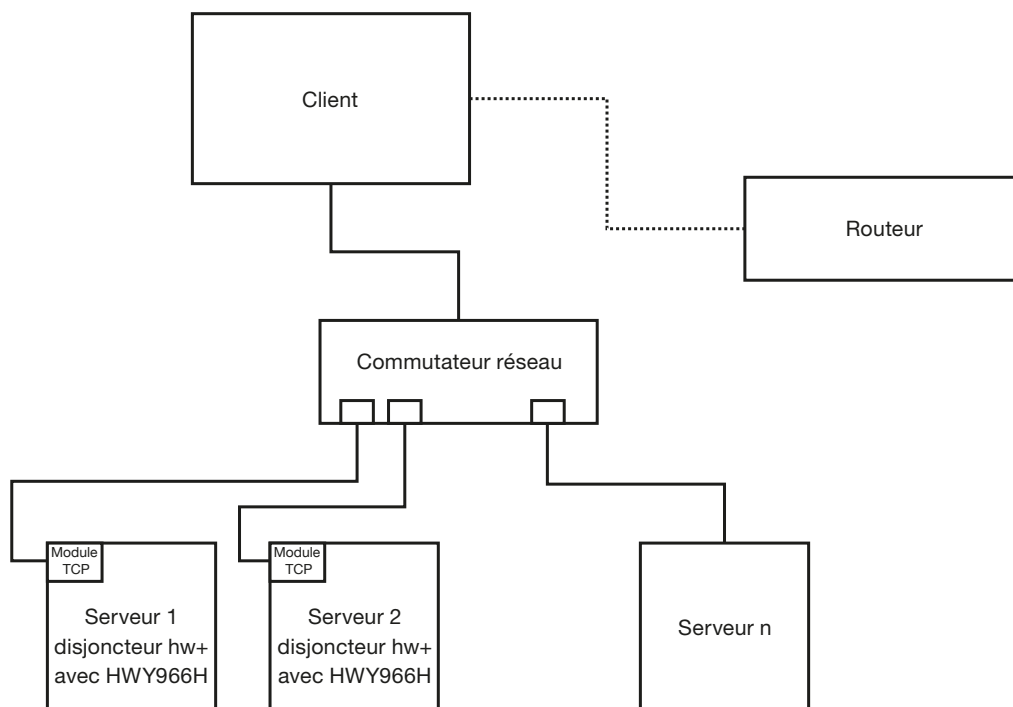 Client
Routeur
Commutateur réseau
Module
TCP
Serveur 1
disjoncteur hw+
avec HWY966H
Module
TCP
Serveur 2
disjoncteur hw+
avec HWY966H
Serveur n